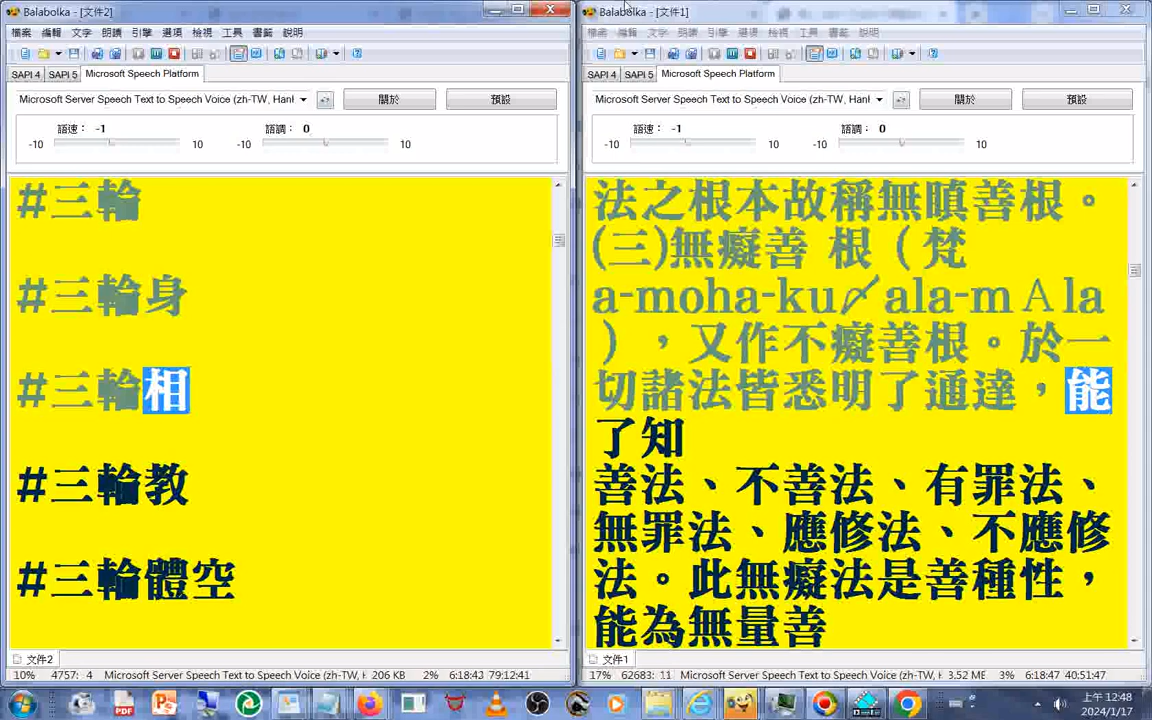 Balabolka - [文件2]
檔案 編輯 文字 朗讀 引擎 選項 檢視 工具 書籤 說明
SAPI 4 SAPI 5 Microsoft Speech Platform
Microsoft Server Speech Text to Speech Voice (zh-TW, Hanl
關於 預設
語速： -1 語調： 0
-10 10 -10 10
#三輪
#三輪身
#三輪相
#三輪教
#三輪體空
文件2
10% 4757: 4 Microsoft Server Speech Text to Speech Voice (zh-TW, H 206 KB 2% 6:18:43 79:12:41
Balabolka - [文件1]
檔案 編輯 文字 朗讀 引擎 選項 檢視 工具 書籤 說明
SAPI 4 SAPI 5 Microsoft Speech Platform
Microsoft Server Speech Text to Speech Voice (zh-TW, Hanl
關於 預設
語速： -1 語調： 0
-10 10 -10 10
法之根本故稱無瞋善根。
(三)無癡善 根（梵
a-moha-ku〆ala-mＡla
），又作不癡善根。於一
切諸法皆悉明了通達，能
了知
善法、不善法、有罪法、
無罪法、應修法、不應修
法。此無癡法是善種性，
能為無量善
文件1
17% 62683: 11 Microsoft Server Speech Text to Speech Voice (zh-TW, H 3.52 ME 3% 6:18:47 40:51:47
上午 12:48
2024/1/17